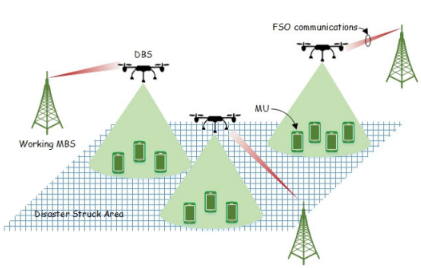 FSO communications
DBS
MU
Working MBS
Disaster Struck Area